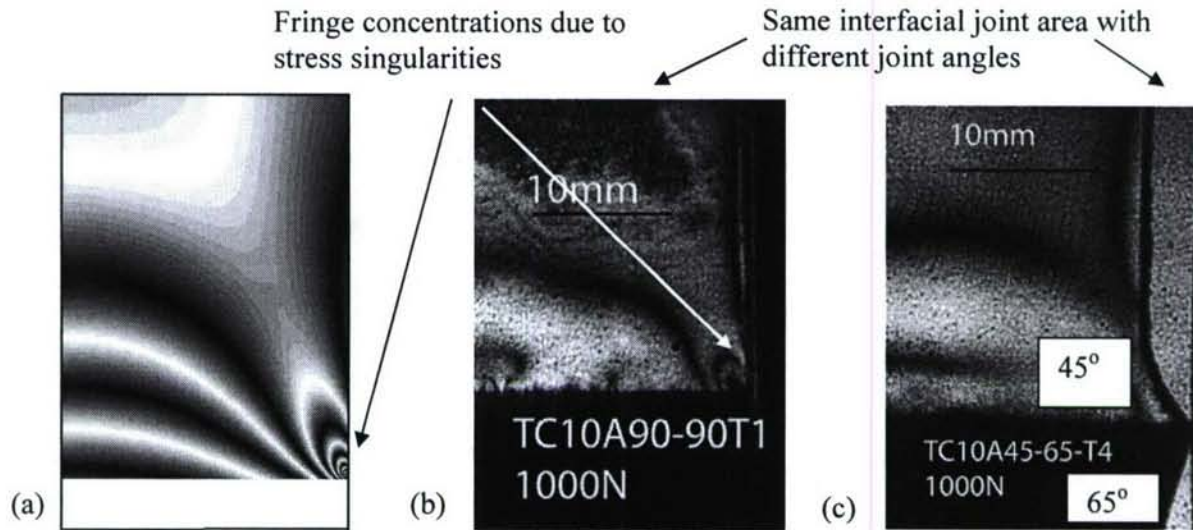 Fringe concentrations due to
stress singularities
Same interfacial joint area with
different joint angles
10mm
TC10A90-90T1
1000N
10mm
45°
TC10A45-65-T4
1000N
65°
(a)
(b)
(c)